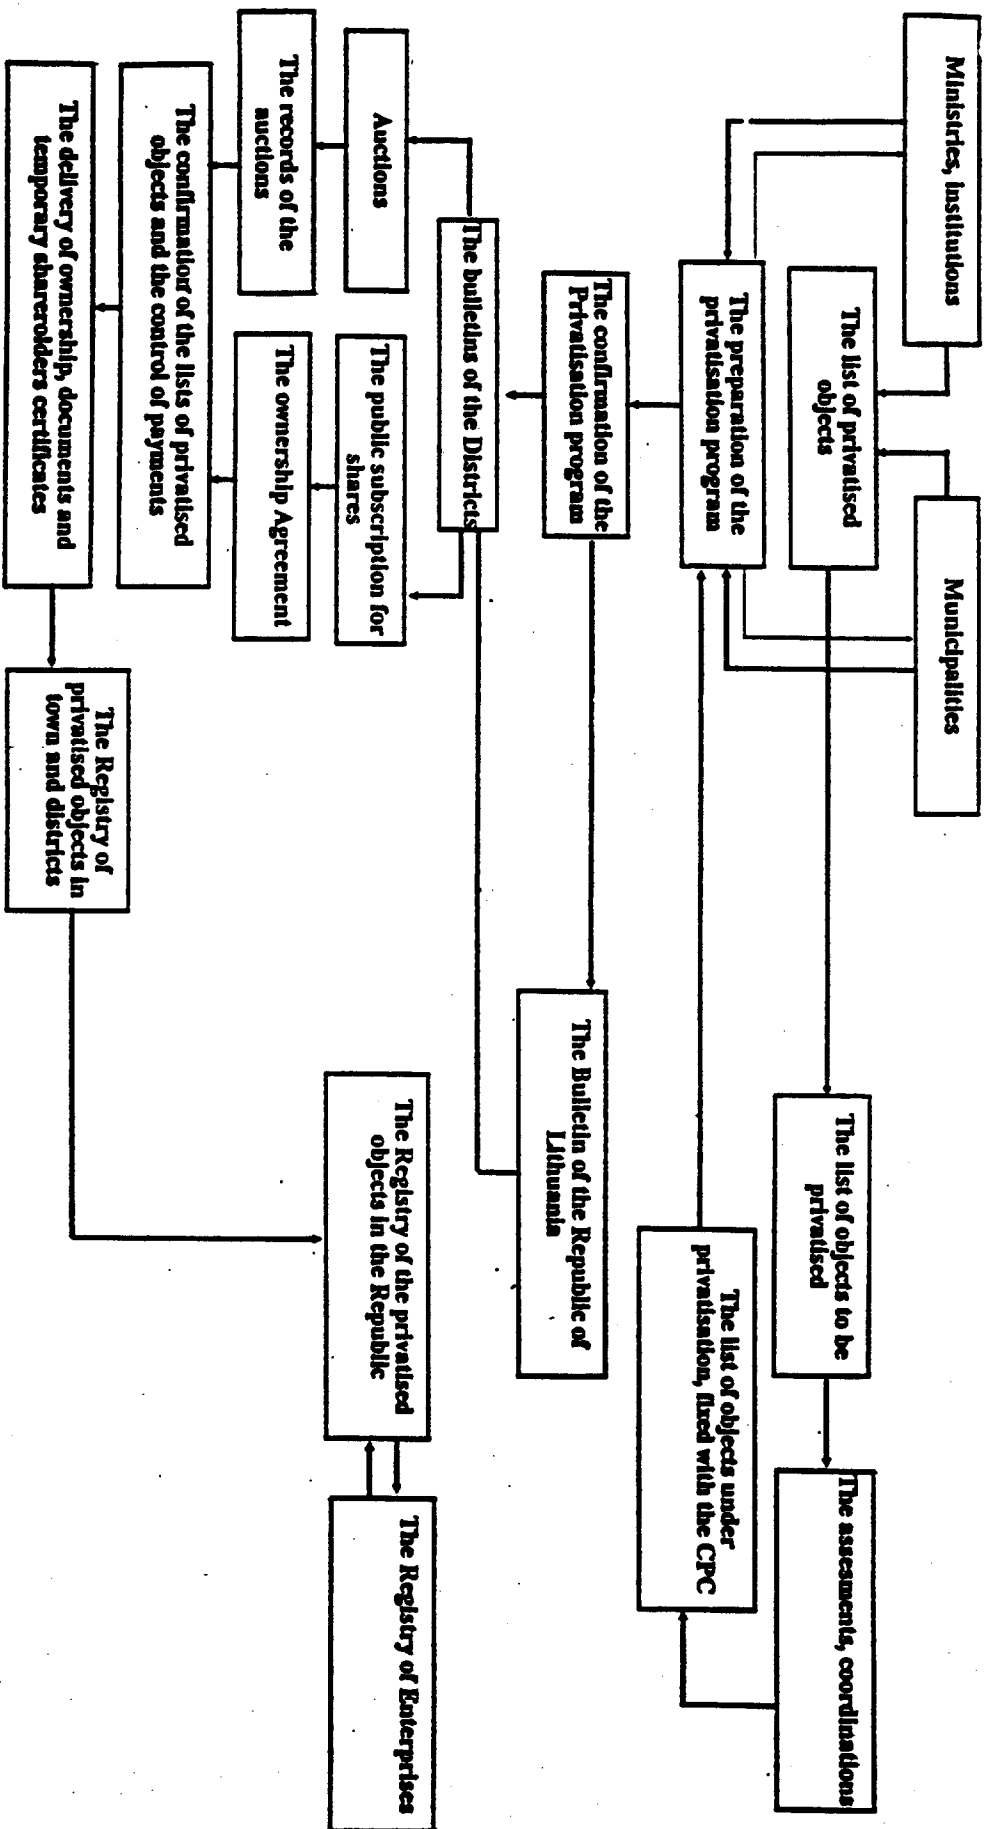 Ministries, institutions
Municipalities
The list of privatised
objects
The list of objects to be
privatised
The assesments, coordinations
The preparation of the
privatisation program
The list of objects under
privatisation, fixed with the CPC
The confirmation of the
Privatisation program
The Bulletin of the Republic of
Lithuania
The bulletins of the Districts
Auctions
The public subscription for
shares
The Registry of the privatised
objects in the Republic
The Registry of Enterprises
The records of the
auctions
The ownership Agreement
The confirmation of the lists of privatised
objects and the control of payments
The Registry of
privatised objects in
town and districts
The delivery of ownership, documents and
temporary sharerolders certificates